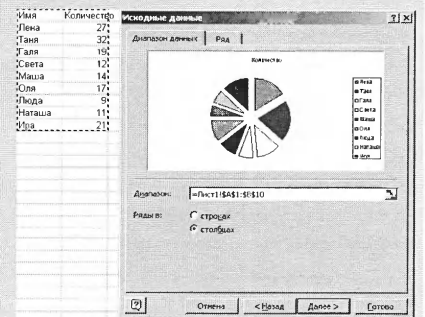 Имя Количество
Лена 27
Таня 32
Галя 19
Света 12
Маша 14
Оля 17
Люда 9
Наташа 11
Ира 21
Исходные данные
Диапазон данных Ряд
Количество
Лена
Таня
Галя
Света
Маша
Оля
Люда
Наташа
Ира
Диапазон: =Лист1!$A$1:$B$10
Ряды в: строках
столбцах
Отмена < Назад Далее > Готово